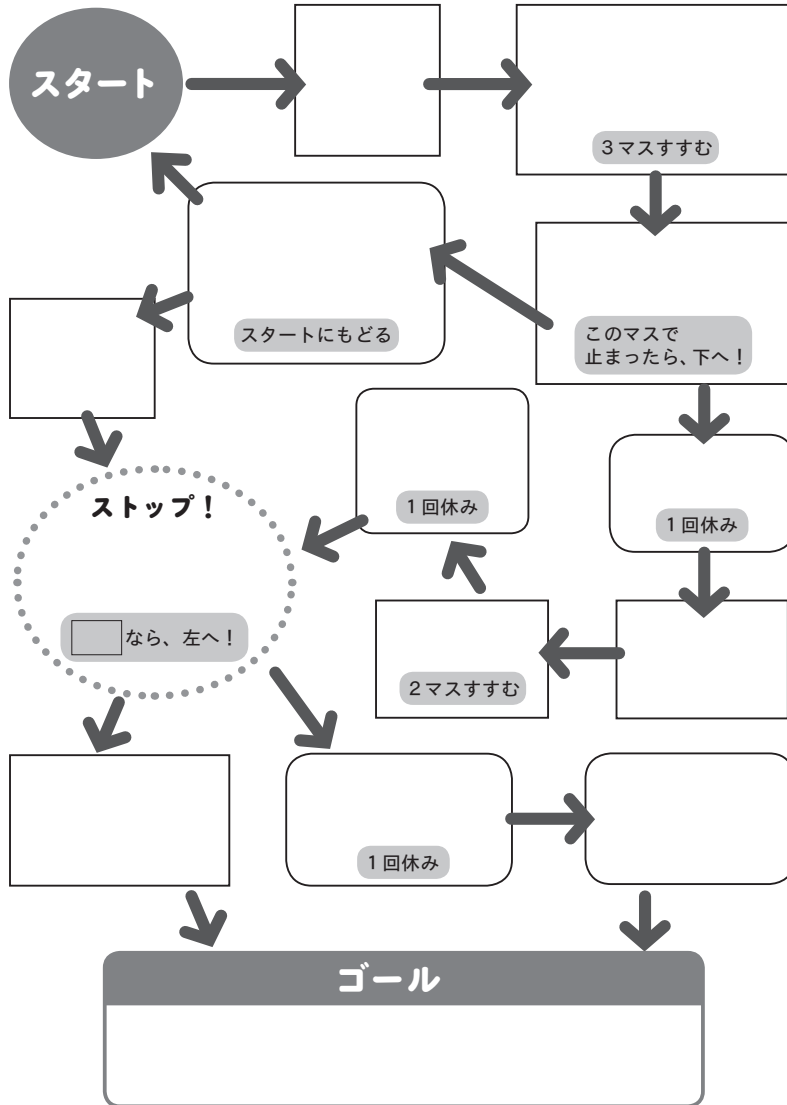 スタート
3マスすすむ
スタートにもどる
このマスで
止まったら、下へ！
1回休み
1回休み
ストップ！
なら、左へ！
2マスすすむ
1回休み
ゴール